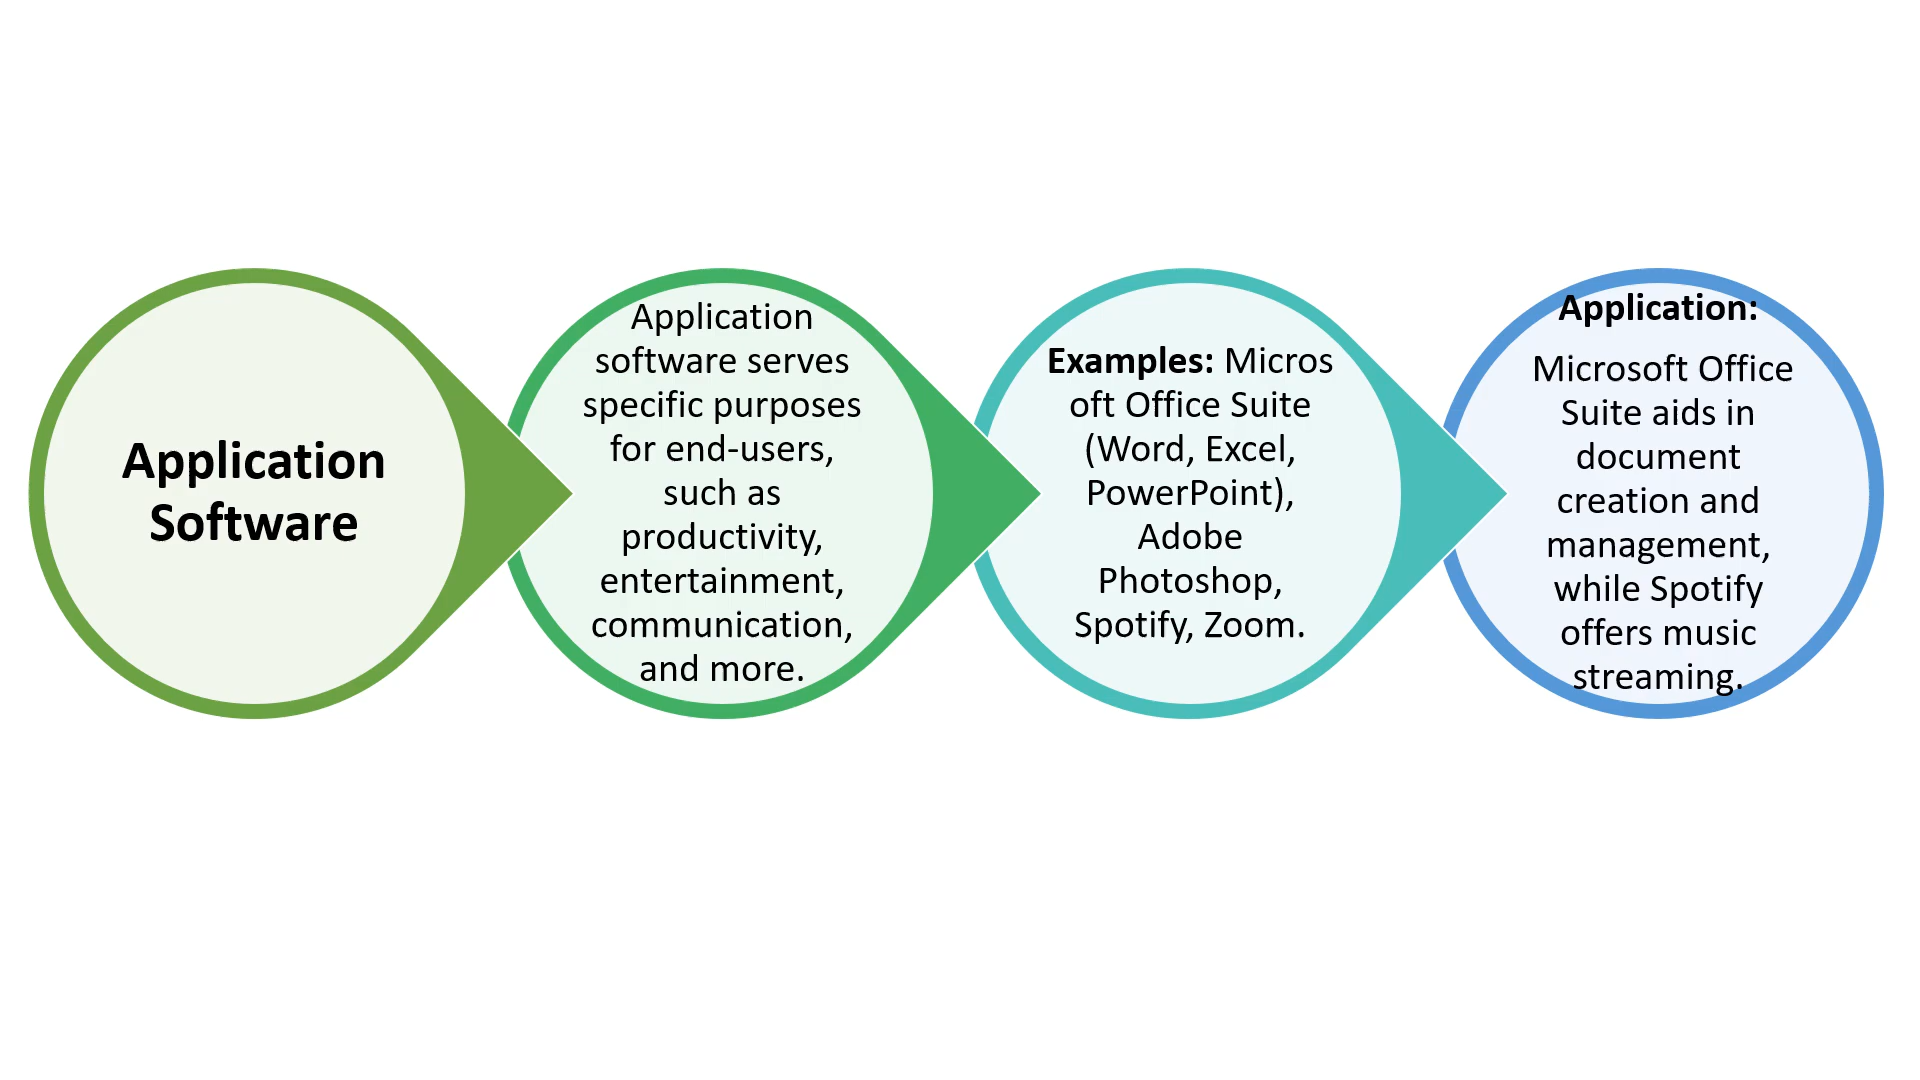 Application
Software
Application
software serves
specific purposes
for end-users,
such as
productivity,
entertainment,
communication,
and more.
Examples: Micros
oft Office Suite
(Word, Excel,
PowerPoint),
Adobe
Photoshop,
Spotify, Zoom.
Application:
Microsoft Office
Suite aids in
document
creation and
management,
while Spotify
offers music
streaming.